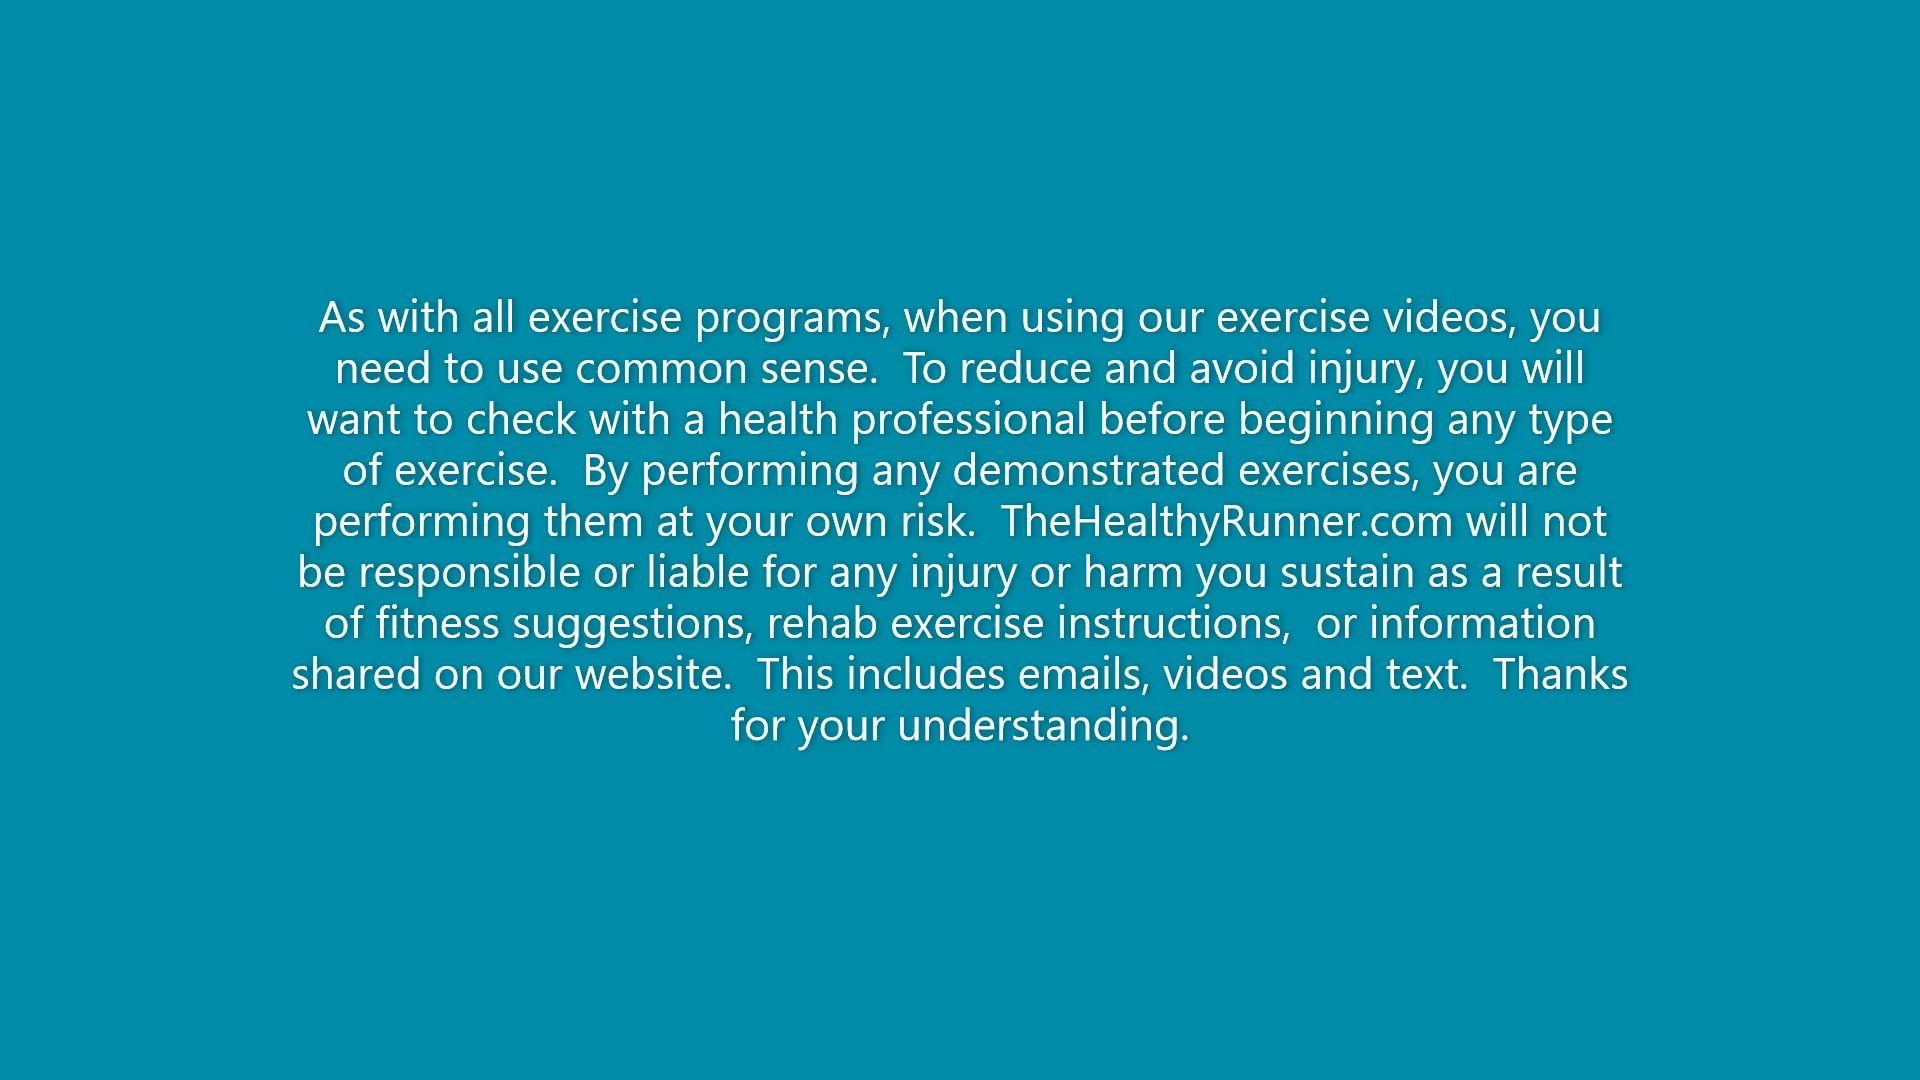 As with all exercise programs, when using our exercise videos, you
need to use common sense.  To reduce and avoid injury, you will
want to check with a health professional before beginning any type
of exercise.  By performing any demonstrated exercises, you are
performing them at your own risk.  TheHealthyRunner.com will not
be responsible or liable for any injury or harm you sustain as a result
of fitness suggestions, rehab exercise instructions,  or information
shared on our website.  This includes emails, videos and text.  Thanks
for your understanding.